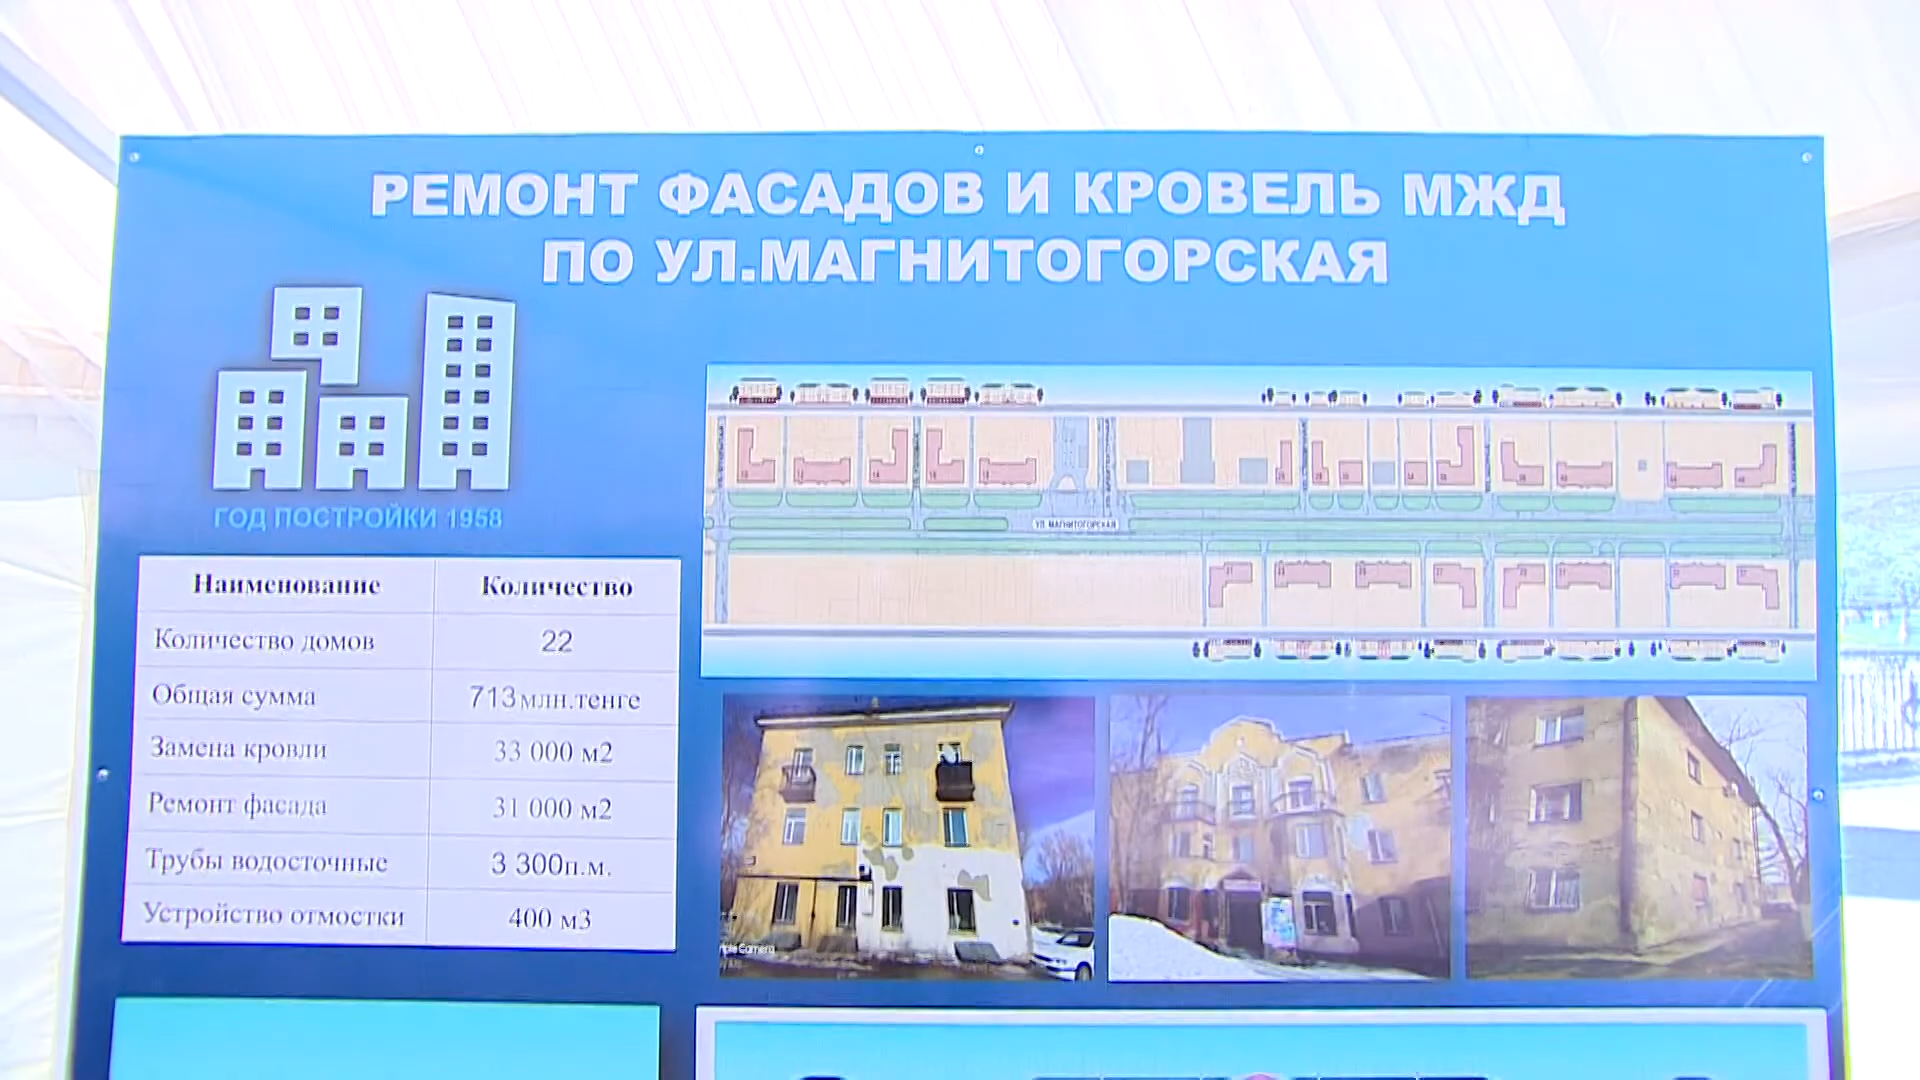 РЕМОНТ ФАСАДОВ И КРОВЕЛЬ МЖД
ПО УЛ.МАГНИТОГОРСКАЯ
ГОД ПОСТРОЙКИ 1958
Наименование Количество
Количество домов 22
Общая сумма 713млн.тенге
Замена кровли 33 000 м2
Ремонт фасада 31 000 м2
Трубы водосточные 3 300п.м.
Устройство отмостки 400 м3
УЛ. МАГНИТОГОРСКАЯ
Camera